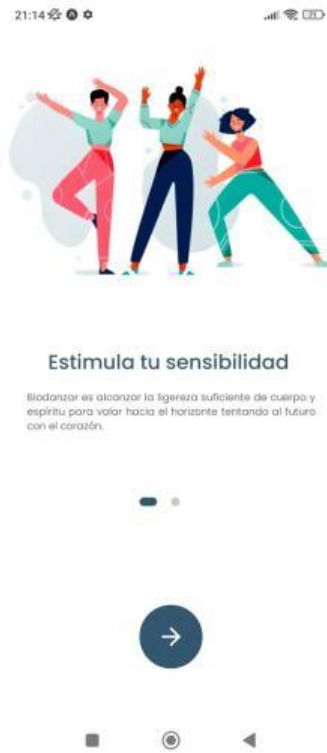 21:14
Estimula tu sensibilidad
Biodanzar es alcanzar la ligereza suficiente de cuerpo y
espíritu para volar hacia el horizonte tentando al futuro
con el corazón.